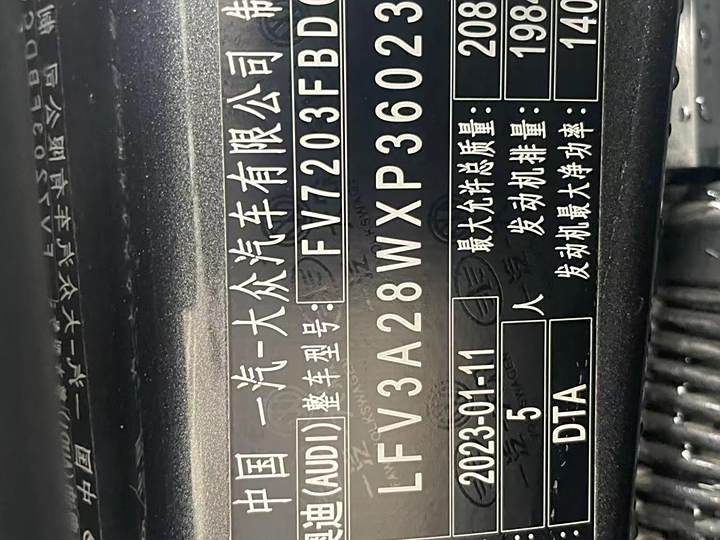 中国 一汽-大众汽车有限公司 制
奥迪(AUDI) 整车型号: FV7203FBD
LFV3A28WXP36023
2023-01-11 最大允许总质量: 208
5 人 发动机排量: 198
DTA 发动机最大净功率: 140